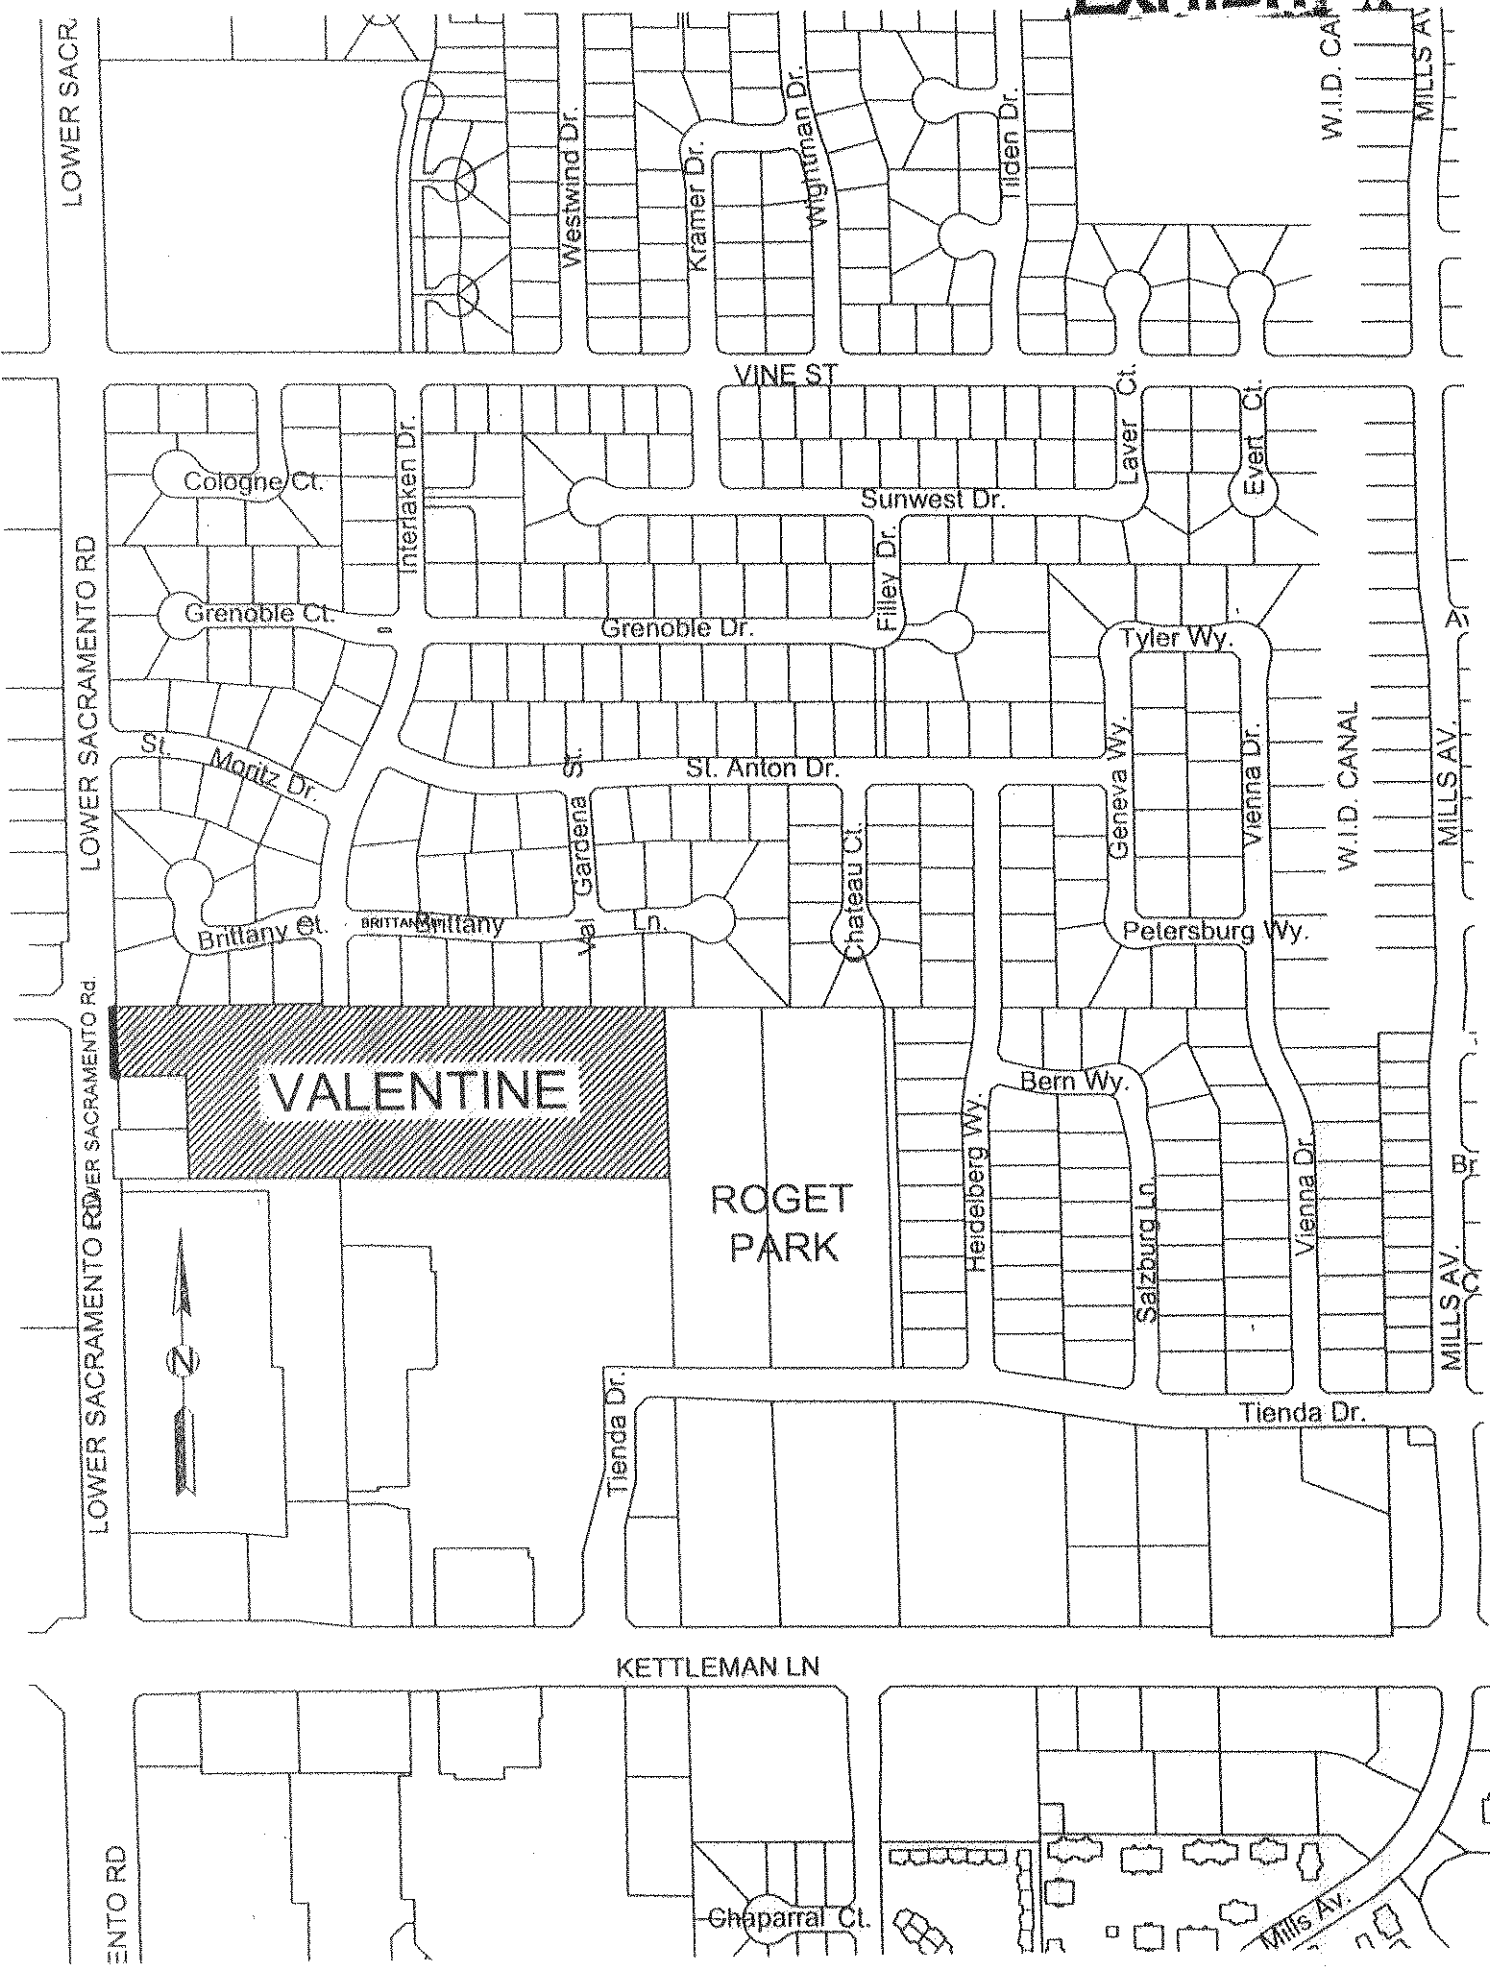 LOWER SACR
W.I.D. CA
MILLS AV
Westwind Dr.
Kramer Dr.
Wightman Dr.
Tilden Dr.
VINE ST
Interlaken Dr.
Laver Ct.
Evert Ct.
Cologne Ct.
Sunwest Dr.
Filley Dr.
LOWER SACRAMENTO RD
Grenoble Ct.
Grenoble Dr.
Tyler Wy.
St. Moritz Dr.
St. Anton Dr.
Val Gardena St.
Geneva Wy.
Vienna Dr.
W.I.D. CANAL
MILLS AV.
Chateau Ct.
Brittany Ct.
Brittany Ln.
Petersburg Wy.
LOWER SACRAMENTO Rd.
VALENTINE
Bern Wy.
Heidelberg Wy.
Salzburg Ln.
Vienna Dr
Br
ROGET
PARK
LOWER SACRAMENTO RD
N
MILLS AV.
Tienda Dr.
Tienda Dr.
KETTLEMAN LN
ENTO RD
Chaparral Ct.
Mills Av.